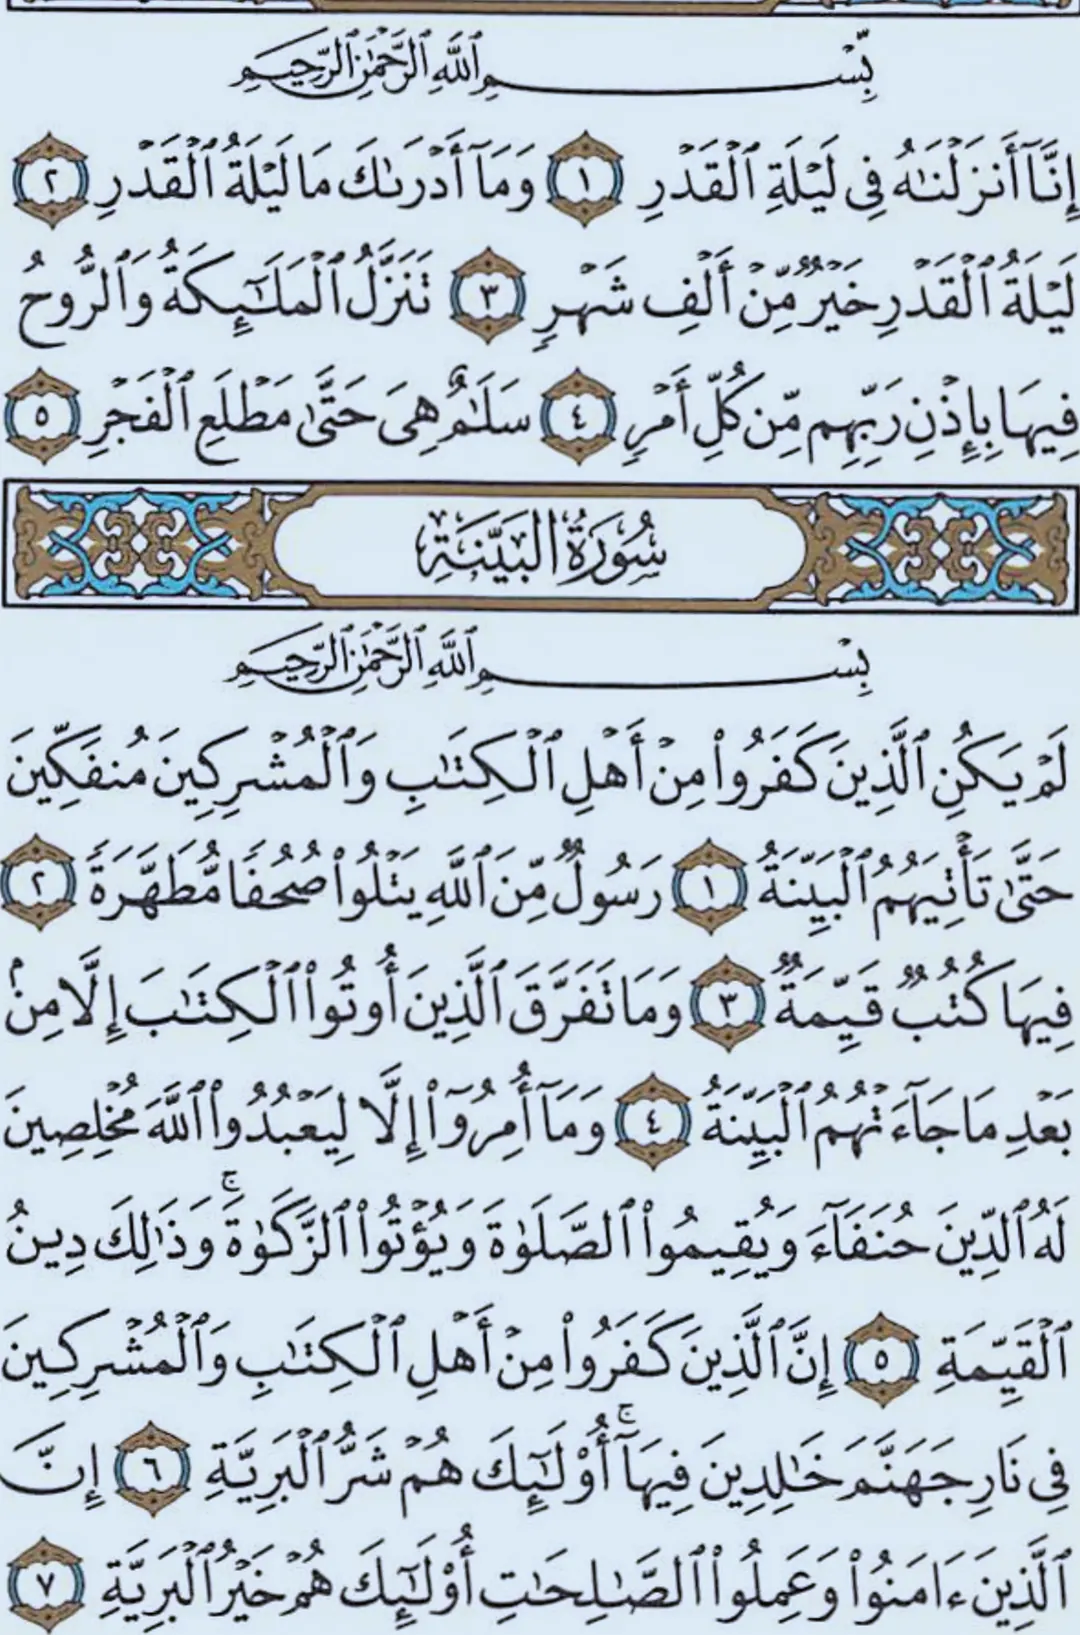 بِّسْمِ ٱللَّهِ ٱلرَّحْمَٰنِ ٱلرَّحِيمِ
إِنَّآ أَنزَلْنَٰهُ فِى لَيْلَةِ ٱلْقَدْرِ ١ وَمَآ أَدْرَىٰكَ مَا لَيْلَةُ ٱلْقَدْرِ ٢
لَيْلَةُ ٱلْقَدْرِ خَيْرٌ مِّنْ أَلْفِ شَهْرٍ ٣ تَنَزَّلُ ٱلْمَلَٰٓئِكَةُ وَٱلرُّوحُ
فِيهَا بِإِذْنِ رَبِّهِم مِّن كُلِّ أَمْرٍ ٤ سَلَٰمٌ هِىَ حَتَّىٰ مَطْلَعِ ٱلْفَجْرِ ٥
سُورَةُ البَيِّنَةِ
بِسْمِ ٱللَّهِ ٱلرَّحْمَٰنِ ٱلرَّحِيمِ
لَمْ يَكُنِ ٱلَّذِينَ كَفَرُوا۟ مِنْ أَهْلِ ٱلْكِتَٰبِ وَٱلْمُشْرِكِينَ مُنفَكِّينَ
حَتَّىٰ تَأْتِيَهُمُ ٱلْبَيِّنَةُ ١ رَسُولٌ مِّنَ ٱللَّهِ يَتْلُوا۟ صُحُفًا مُّطَهَّرَةً ٢
فِيهَا كُتُبٌ قَيِّمَةٌ ٣ وَمَا تَفَرَّقَ ٱلَّذِينَ أُوتُوا۟ ٱلْكِتَٰبَ إِلَّا مِنۢ
بَعْدِ مَا جَآءَتْهُمُ ٱلْبَيِّنَةُ ٤ وَمَآ أُمِرُوٓا۟ إِلَّا لِيَعْبُدُوا۟ ٱللَّهَ مُخْلِصِينَ
لَهُ ٱلدِّينَ حُنَفَآءَ وَيُقِيمُوا۟ ٱلصَّلَوٰةَ وَيُؤْتُوا۟ ٱلزَّكَوٰةَ ۚ وَذَٰلِكَ دِينُ
ٱلْقَيِّمَةِ ٥ إِنَّ ٱلَّذِينَ كَفَرُوا۟ مِنْ أَهْلِ ٱلْكِتَٰبِ وَٱلْمُشْرِكِينَ
فِى نَارِ جَهَنَّمَ خَٰلِدِينَ فِيهَآ ۚ أُو۟لَٰٓئِكَ هُمْ شَرُّ ٱلْبَرِيَّةِ ٦ إِنَّ
ٱلَّذِينَ ءَامَنُوا۟ وَعَمِلُوا۟ ٱلصَّٰلِحَٰتِ أُو۟لَٰٓئِكَ هُمْ خَيْرُ ٱلْبَرِيَّةِ ٧